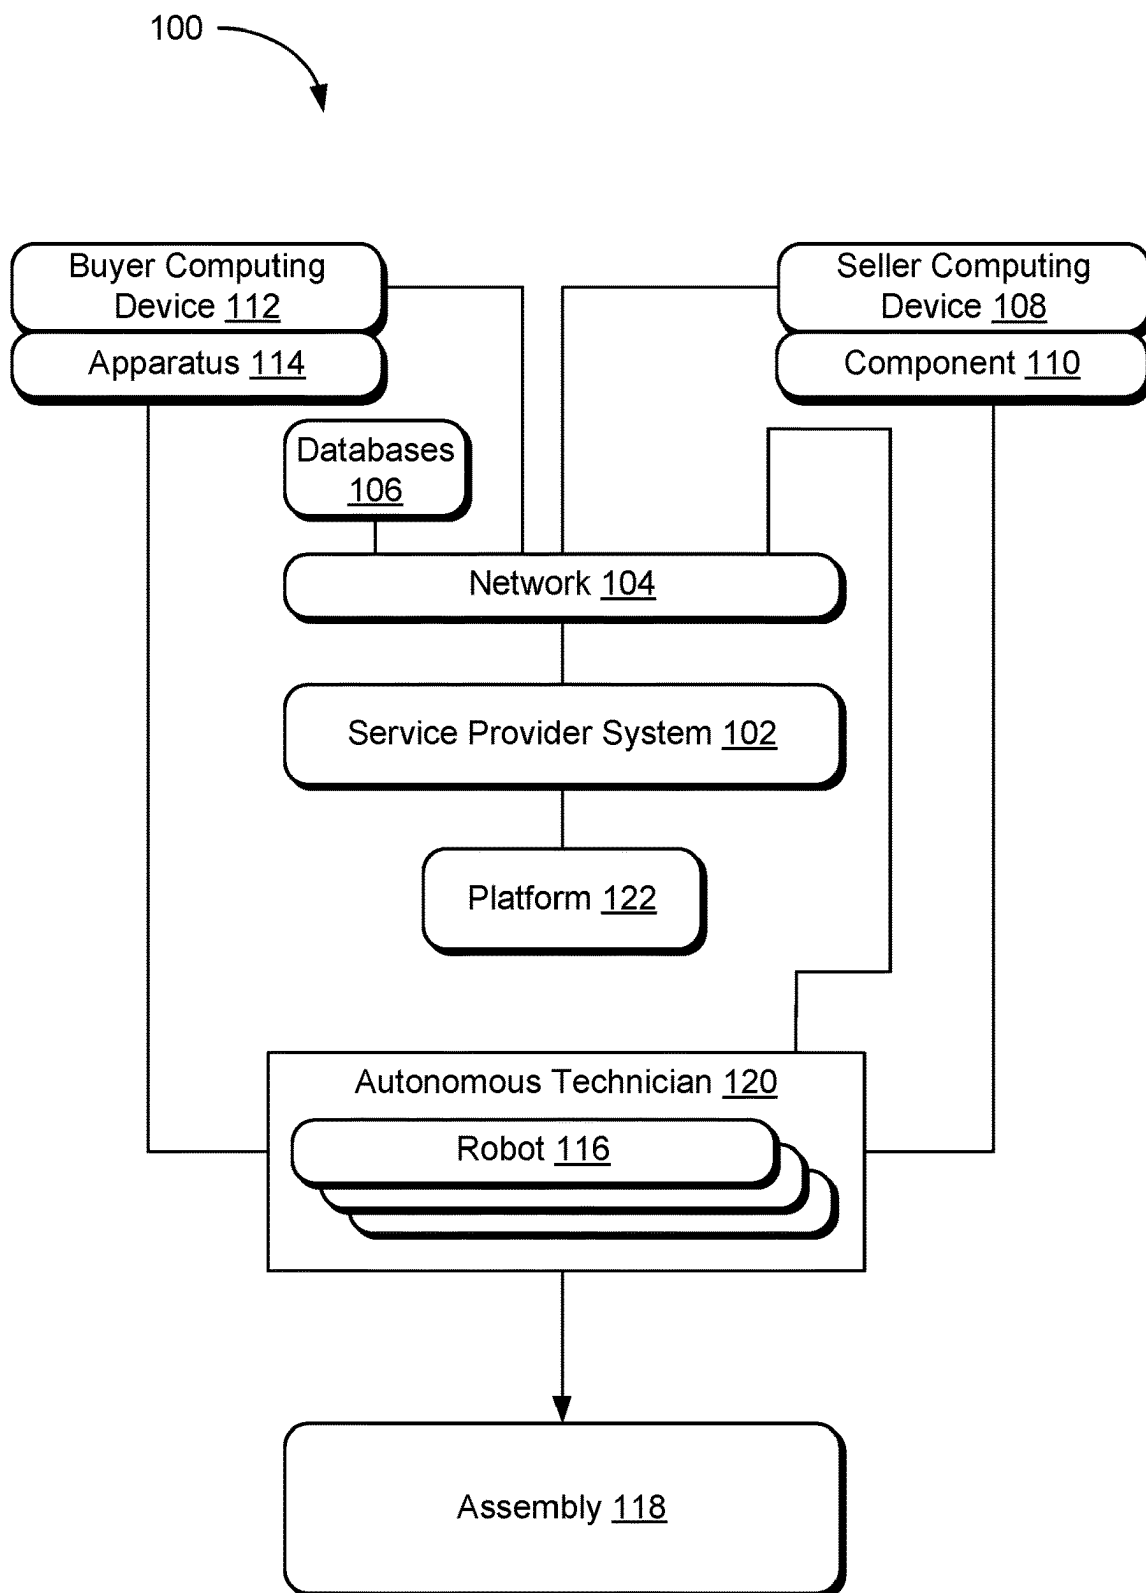 100
Buyer Computing
Device 112
Apparatus 114
Seller Computing
Device 108
Component 110
Databases
106
Network 104
Service Provider System 102
Platform 122
Autonomous Technician 120
Robot 116
Assembly 118